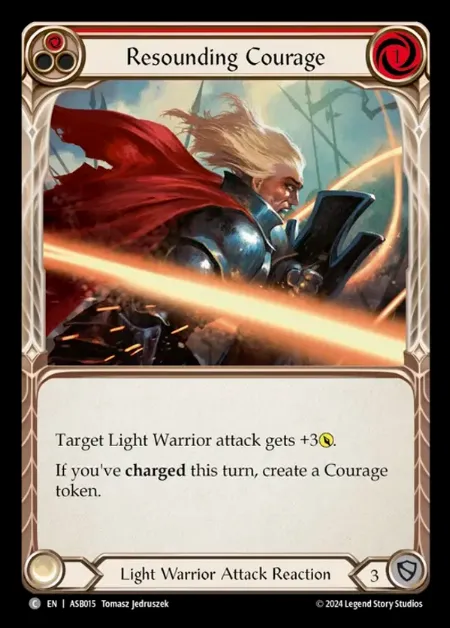 Resounding Courage
1
Target Light Warrior attack gets +3.
If you've charged this turn, create a Courage
token.
Light Warrior Attack Reaction
3
C EN | ASB015 Tomasz Jedruszek
© 2024 Legend Story Studios